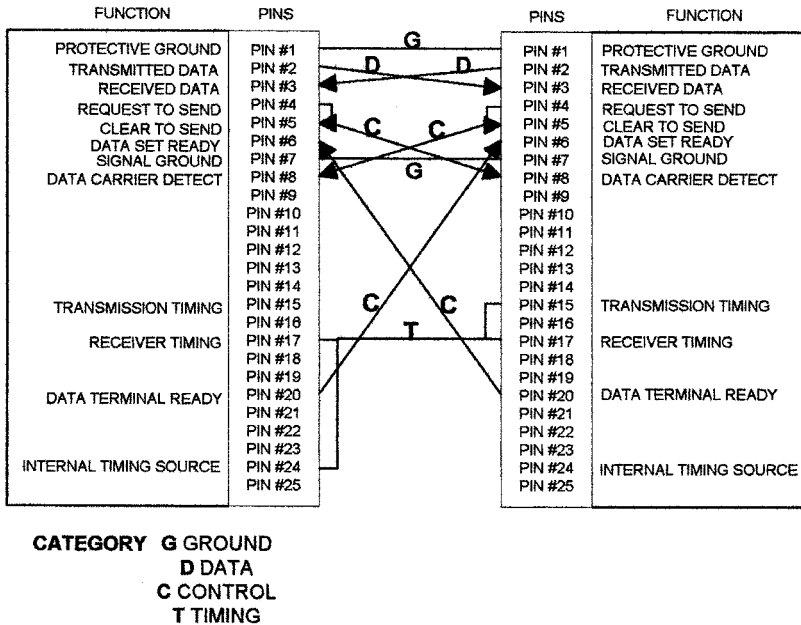 FUNCTION PINS PINS FUNCTION
PROTECTIVE GROUND PIN #1 G PIN #1 PROTECTIVE GROUND
TRANSMITTED DATA PIN #2 D D PIN #2 TRANSMITTED DATA
RECEIVED DATA PIN #3 PIN #3 RECEIVED DATA
REQUEST TO SEND PIN #4 PIN #4 REQUEST TO SEND
CLEAR TO SEND PIN #5 C C PIN #5 CLEAR TO SEND
DATA SET READY PIN #6 PIN #6 DATA SET READY
SIGNAL GROUND PIN #7 G PIN #7 SIGNAL GROUND
DATA CARRIER DETECT PIN #8 PIN #8 DATA CARRIER DETECT
PIN #9 PIN #9
PIN #10 PIN #10
PIN #11 PIN #11
PIN #12 PIN #12
PIN #13 PIN #13
PIN #14 PIN #14
TRANSMISSION TIMING PIN #15 C C PIN #15 TRANSMISSION TIMING
PIN #16 PIN #16
RECEIVER TIMING PIN #17 T PIN #17 RECEIVER TIMING
PIN #18 PIN #18
PIN #19 PIN #19
DATA TERMINAL READY PIN #20 PIN #20 DATA TERMINAL READY
PIN #21 PIN #21
PIN #22 PIN #22
PIN #23 PIN #23
INTERNAL TIMING SOURCE PIN #24 PIN #24 INTERNAL TIMING SOURCE
PIN #25 PIN #25
CATEGORY G GROUND
D DATA
C CONTROL
T TIMING